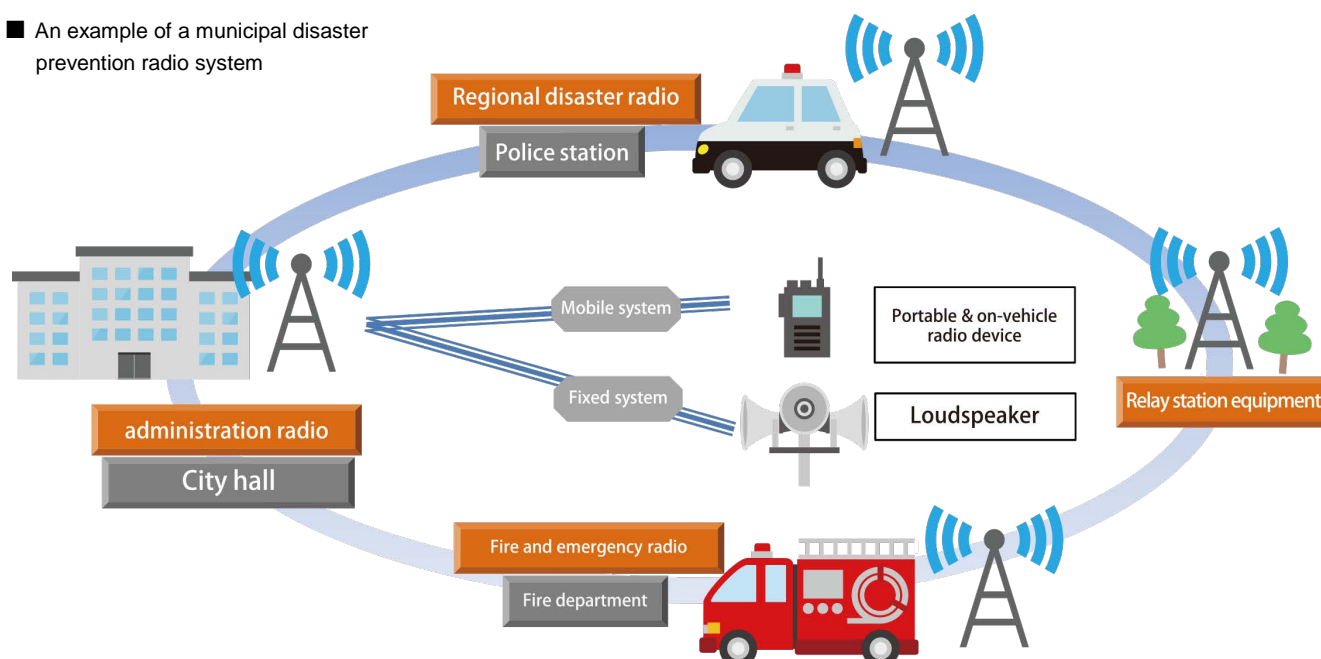 ■ An example of a municipal disaster
prevention radio system
Regional disaster radio
Police station
Mobile system
Portable & on-vehicle
radio device
Fixed system
Loudspeaker
Relay station equipment
administration radio
City hall
Fire and emergency radio
Fire department